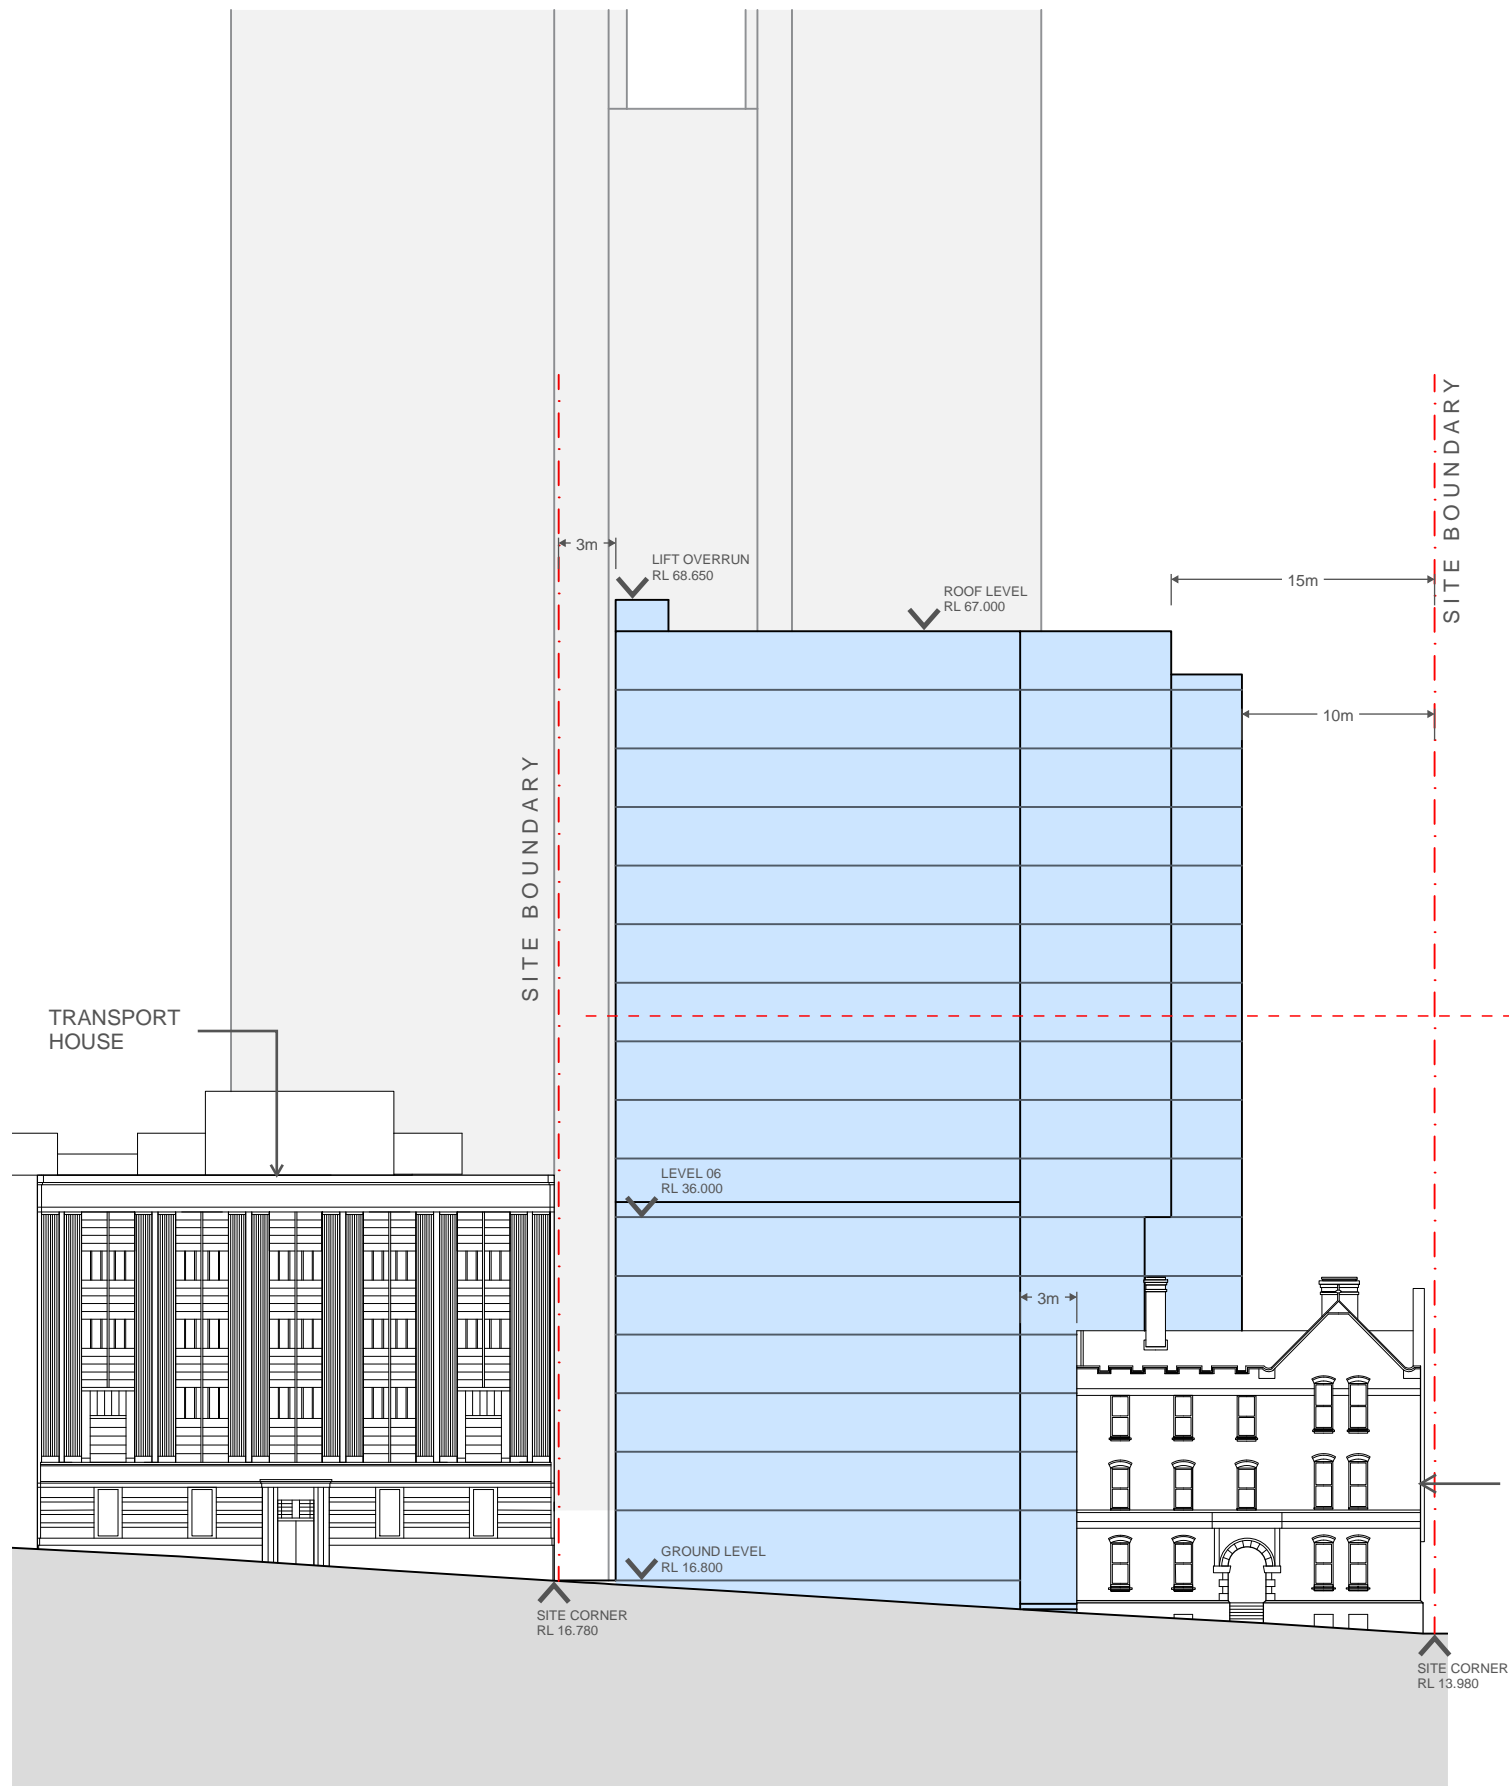 SITE BOUNDARY
3m
LIFT OVERRUN
RL 68.650
15m
ROOF LEVEL
RL 67.000
10m
SITE BOUNDARY
TRANSPORT
HOUSE
LEVEL 06
RL 36.000
3m
GROUND LEVEL
RL 16.800
SITE CORNER
RL 16.780
SITE CORNER
RL 13.980